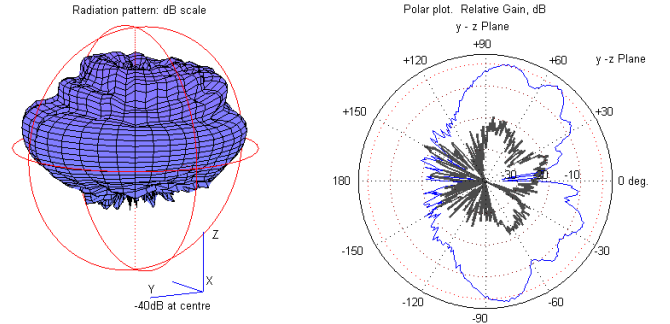 Radiation pattern: dB scale
Z
X
Y
-40dB at centre
Polar plot. Relative Gain, dB
y - z Plane
+90
y - z Plane
+120
+60
+150
+30
180
-30
-20
-10
0 deg.
-150
-30
-120
-60
-90